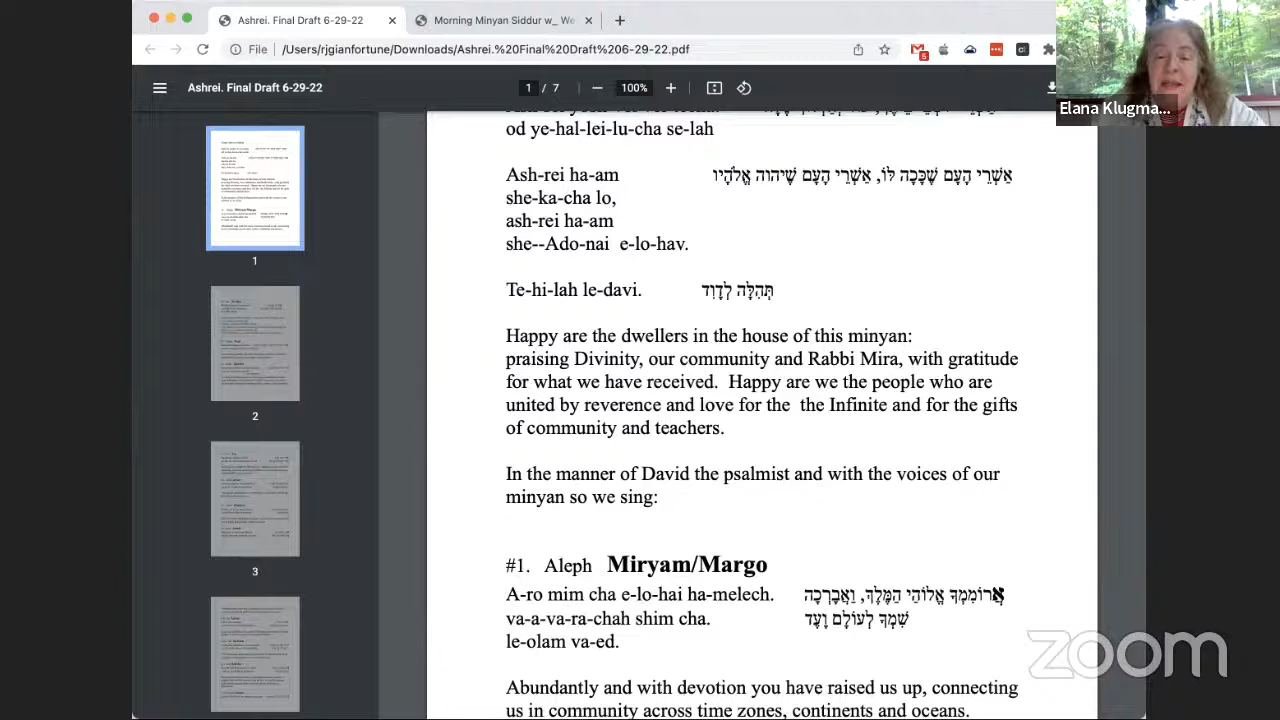 Ashrei. Final Draft 6-29-22
Morning Minyan Siddur w_ We
File /Users/rjgianfortune/Downloads/Ashrei.%20Final%20Draft%206-29-22.pdf
Ashrei. Final Draft 6-29-22
1 / 7
100%
Elana Klugma...
od ye-hal-lei-lu-cha se-lah
Ash-rei ha-am אַשְׁרֵי הָעָם שֶׁכָּכָה לּוֹ, אַשְׁרֵי הָעָם שֶׁיהוה אֱלֹהָיו
she-ka-cha lo,
ash-rei ha-am
she--Ado-nai e-lo-hav.
Te-hi-lah le-davi. תְּהִלָּה לְדָוִד
Happy are the dwellers in the house of this minyan:
Raising Divinity, our community and Rabbi Mira, with gratitude
for what we have received. Happy are we the people who are
united by reverence and love for the the Infinite and for the gifts
of community and teachers.
In the manner of David the psalmist and with the voices of our
minyan so we sing:
#1. Aleph Miryam/Margo
A-ro mim cha e-lo-hai ha-melech. אֲרוֹמִמְךָ אֱלוֹהַי הַמֶּלֶךְ, וַאֲבָרְכָה
Va-a-va-ra-chah shim cha. שִׁמְךָ לְעוֹלָם וָעֶד
le-olam va-ed.
Abundantly and with devotion you have raised us up, connecting
us in community across time zones, continents and oceans.
1
2
3
zoom